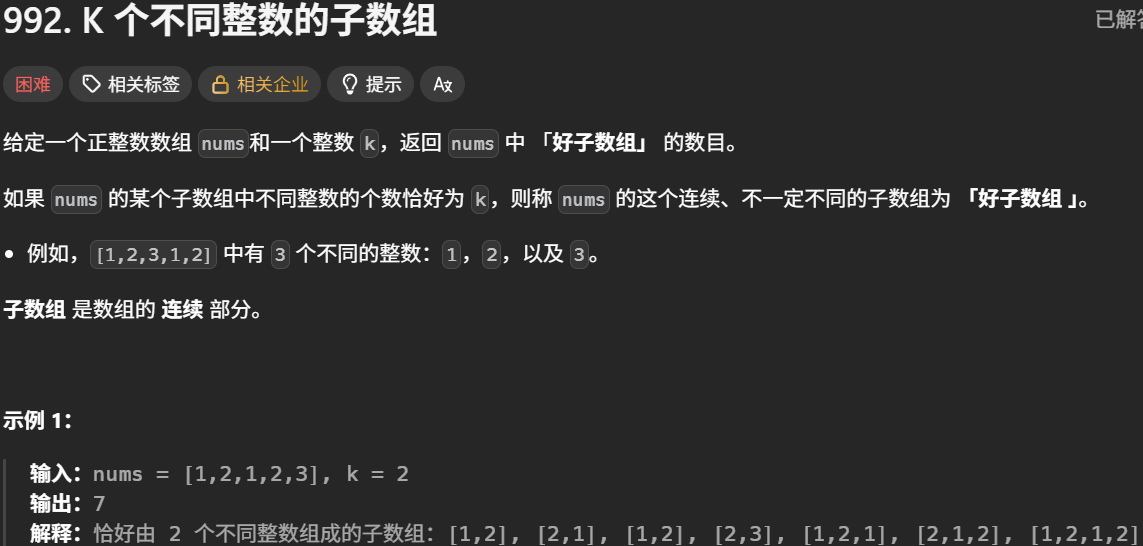 992. K 个不同整数的子数组
已解答
困难 相关标签 相关企业 提示 A文
给定一个正整数数组 nums和一个整数 k，返回 nums 中 「好子数组」 的数目。
如果 nums 的某个子数组中不同整数的个数恰好为 k，则称 nums 的这个连续、不一定不同的子数组为 「好子数组 」。
• 例如，[1,2,3,1,2] 中有 3 个不同的整数：1，2，以及 3。
子数组 是数组的 连续 部分。
示例 1：
输入：nums = [1,2,1,2,3], k = 2
输出：7
解释：恰好由 2 个不同整数组成的子数组：[1,2], [2,1], [1,2], [2,3], [1,2,1], [2,1,2], [1,2,1,2]